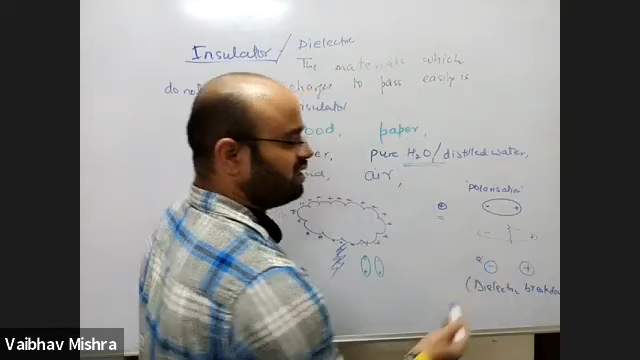 Insulator / Dielectric
The materials which
do not charges to pass easily is
insulator
wood, paper,
pure H₂O / distilled water,
air,
"polarisation"
- +
+
- +
- +
(Dielectric
Vaibhav Mishra